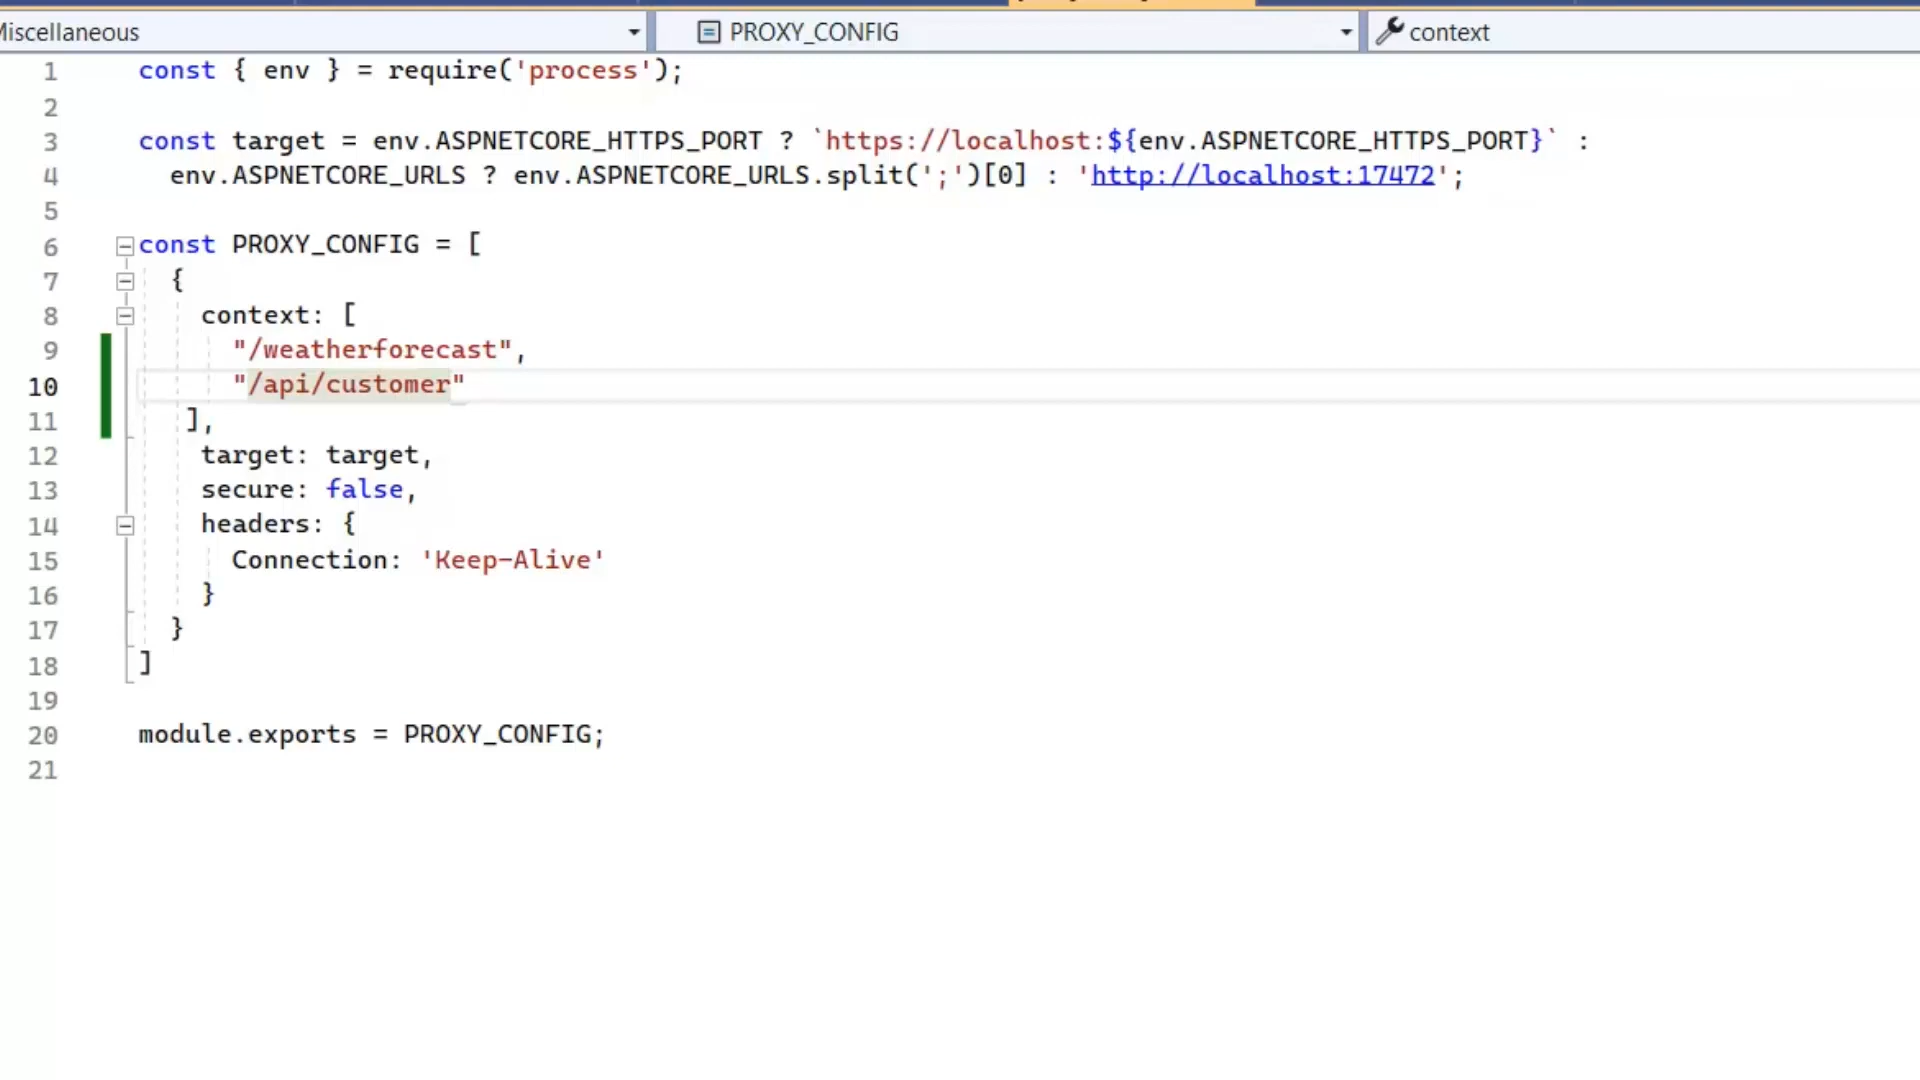 Miscellaneous PROXY_CONFIG context
1 const { env } = require('process');
2
3 const target = env.ASPNETCORE_HTTPS_PORT ? `https://localhost:${env.ASPNETCORE_HTTPS_PORT}` :
4 env.ASPNETCORE_URLS ? env.ASPNETCORE_URLS.split(';')[0] : 'http://localhost:17472';
5
6 const PROXY_CONFIG = [
7 {
8 context: [
9 "/weatherforecast",
10 "/api/customer"
11 ],
12 target: target,
13 secure: false,
14 headers: {
15 Connection: 'Keep-Alive'
16 }
17 }
18 ]
19
20 module.exports = PROXY_CONFIG;
21